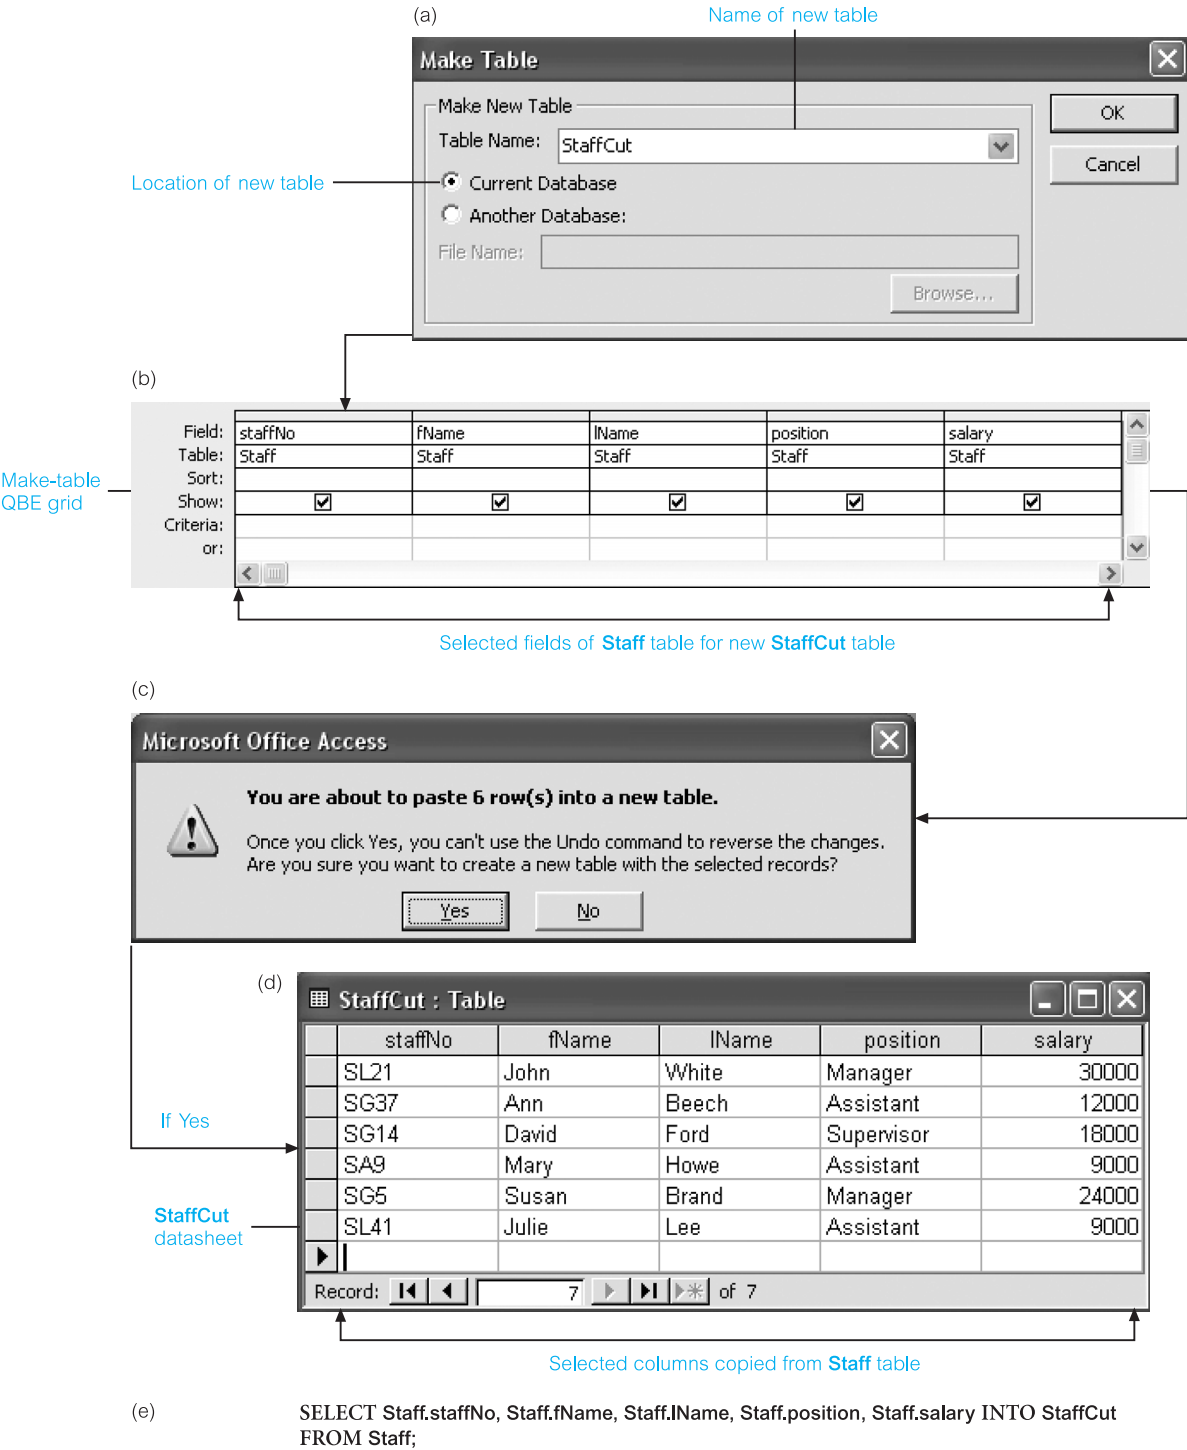 (a)
Name of new table
Make Table
Make New Table
Table Name: StaffCut
OK
Cancel
Location of new table
Current Database
Another Database:
File Name:
Browse...
(b)
Field: staffNo fName lName position salary
Table: Staff Staff Staff Staff Staff
Sort:
Show:
Criteria:
or:
Make-table
QBE grid
Selected fields of Staff table for new StaffCut table
(c)
Microsoft Office Access
You are about to paste 6 row(s) into a new table.
Once you click Yes, you can't use the Undo command to reverse the changes.
Are you sure you want to create a new table with the selected records?
Yes No
(d)
StaffCut : Table
staffNo fName lName position salary
SL21 John White Manager 30000
SG37 Ann Beech Assistant 12000
SG14 David Ford Supervisor 18000
SA9 Mary Howe Assistant 9000
SG5 Susan Brand Manager 24000
SL41 Julie Lee Assistant 9000
If Yes
StaffCut
datasheet
Record: 7 of 7
Selected columns copied from Staff table
(e)
SELECT Staff.staffNo, Staff.fName, Staff.lName, Staff.position, Staff.salary INTO StaffCut
FROM Staff;